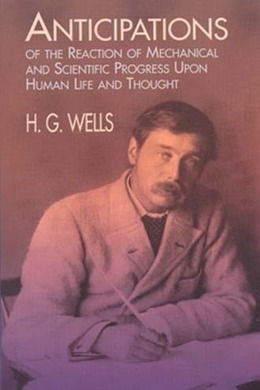 ANTICIPATIONS
OF THE REACTION OF MECHANICAL
AND SCIENTIFIC PROGRESS UPON
HUMAN LIFE AND THOUGHT
H. G. WELLS